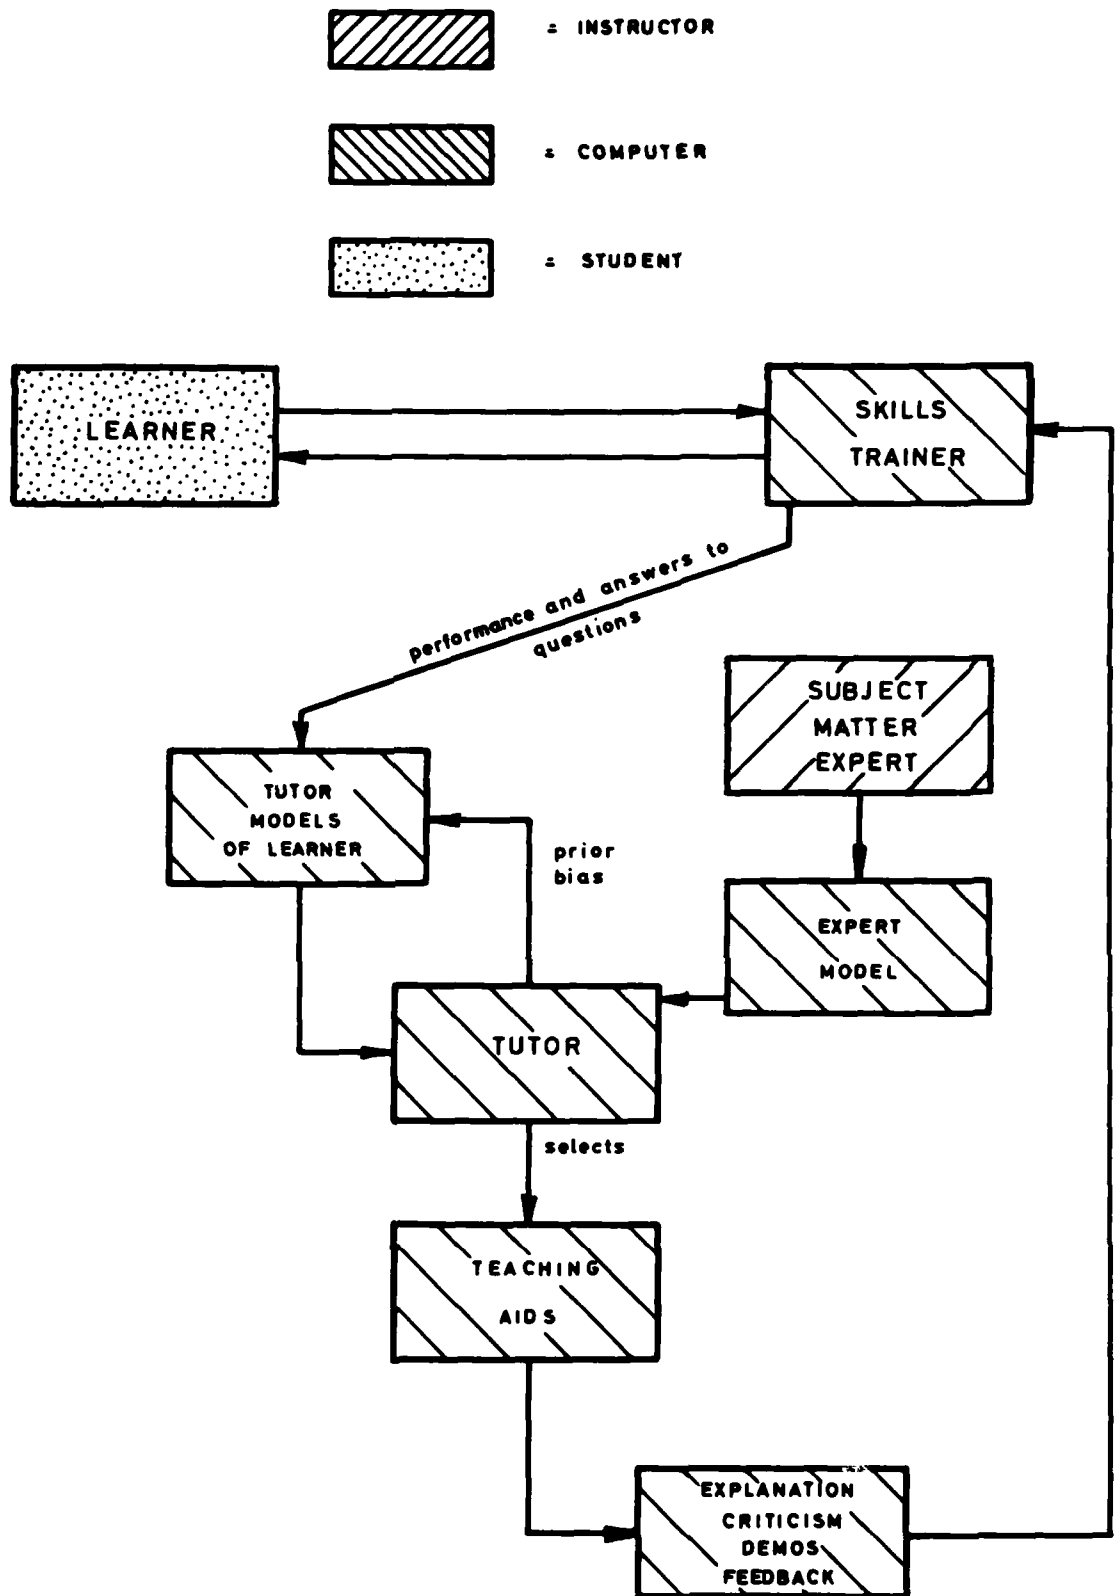 = INSTRUCTOR
= COMPUTER
= STUDENT
LEARNER
SKILLS
TRAINER
performance and answers to
questions
SUBJECT
MATTER
EXPERT
TUTOR
MODELS
OF LEARNER
prior
bias
EXPERT
MODEL
TUTOR
selects
TEACHING
AIDS
EXPLANATION
CRITICISM
DEMOS
FEEDBACK